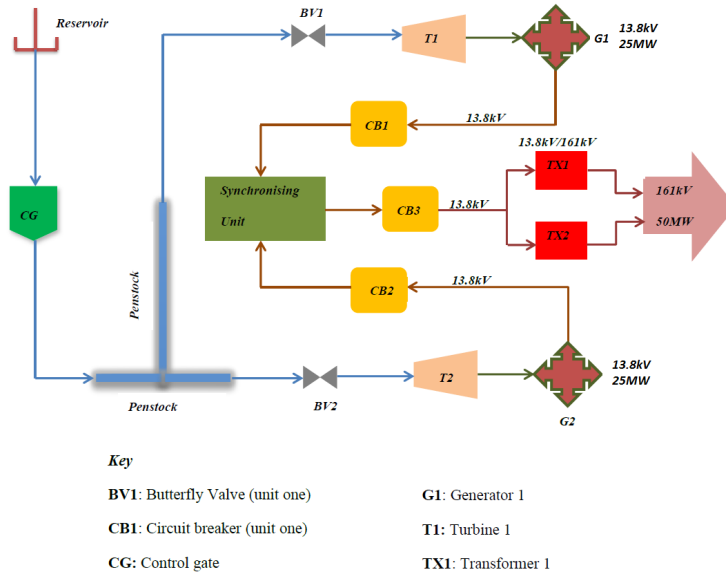 Reservoir
BV1
T1
G1
13.8kV
25MW
CB1
13.8kV
13.8kV/161kV
TX1
CG
Synchronising
Unit
CB3
13.8kV
161kV
50MW
TX2
Penstock
CB2
13.8kV
Penstock
BV2
T2
13.8kV
25MW
G2
Key
BV1: Butterfly Valve (unit one)
G1: Generator 1
CB1: Circuit breaker (unit one)
T1: Turbine 1
CG: Control gate
TX1: Transformer 1